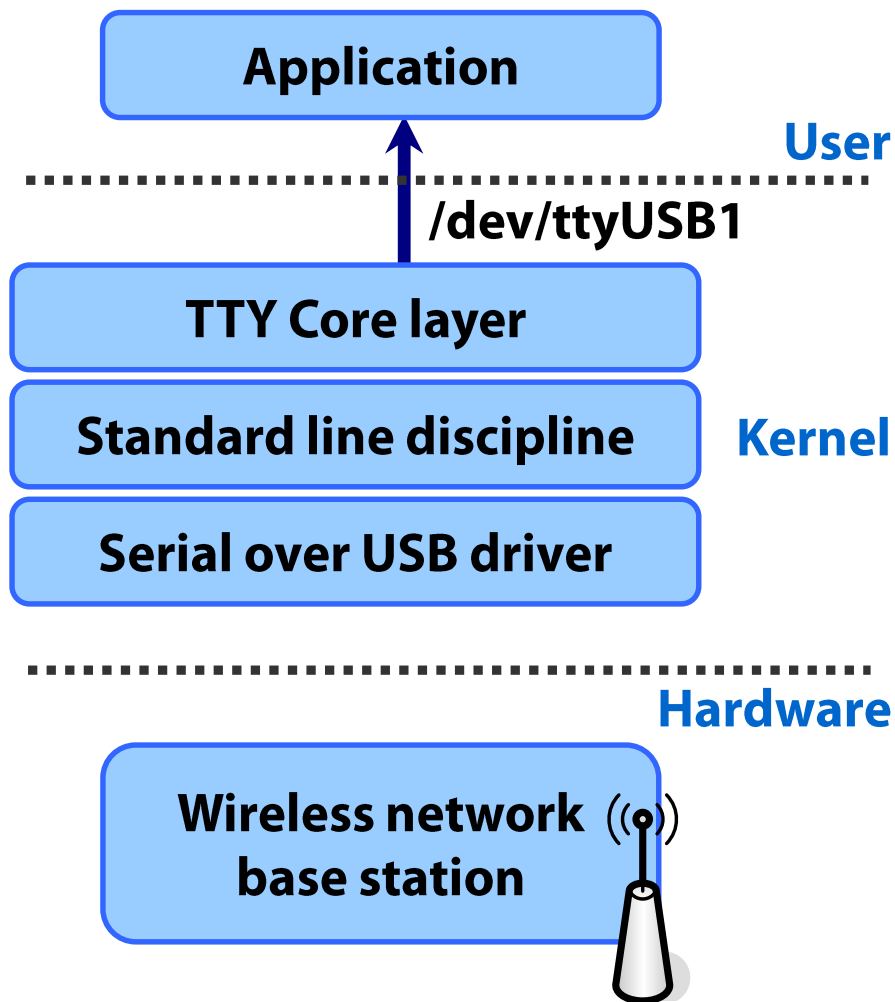 Application
User
/dev/ttyUSB1
TTY Core layer
Standard line discipline
Kernel
Serial over USB driver
Hardware
Wireless network
base station